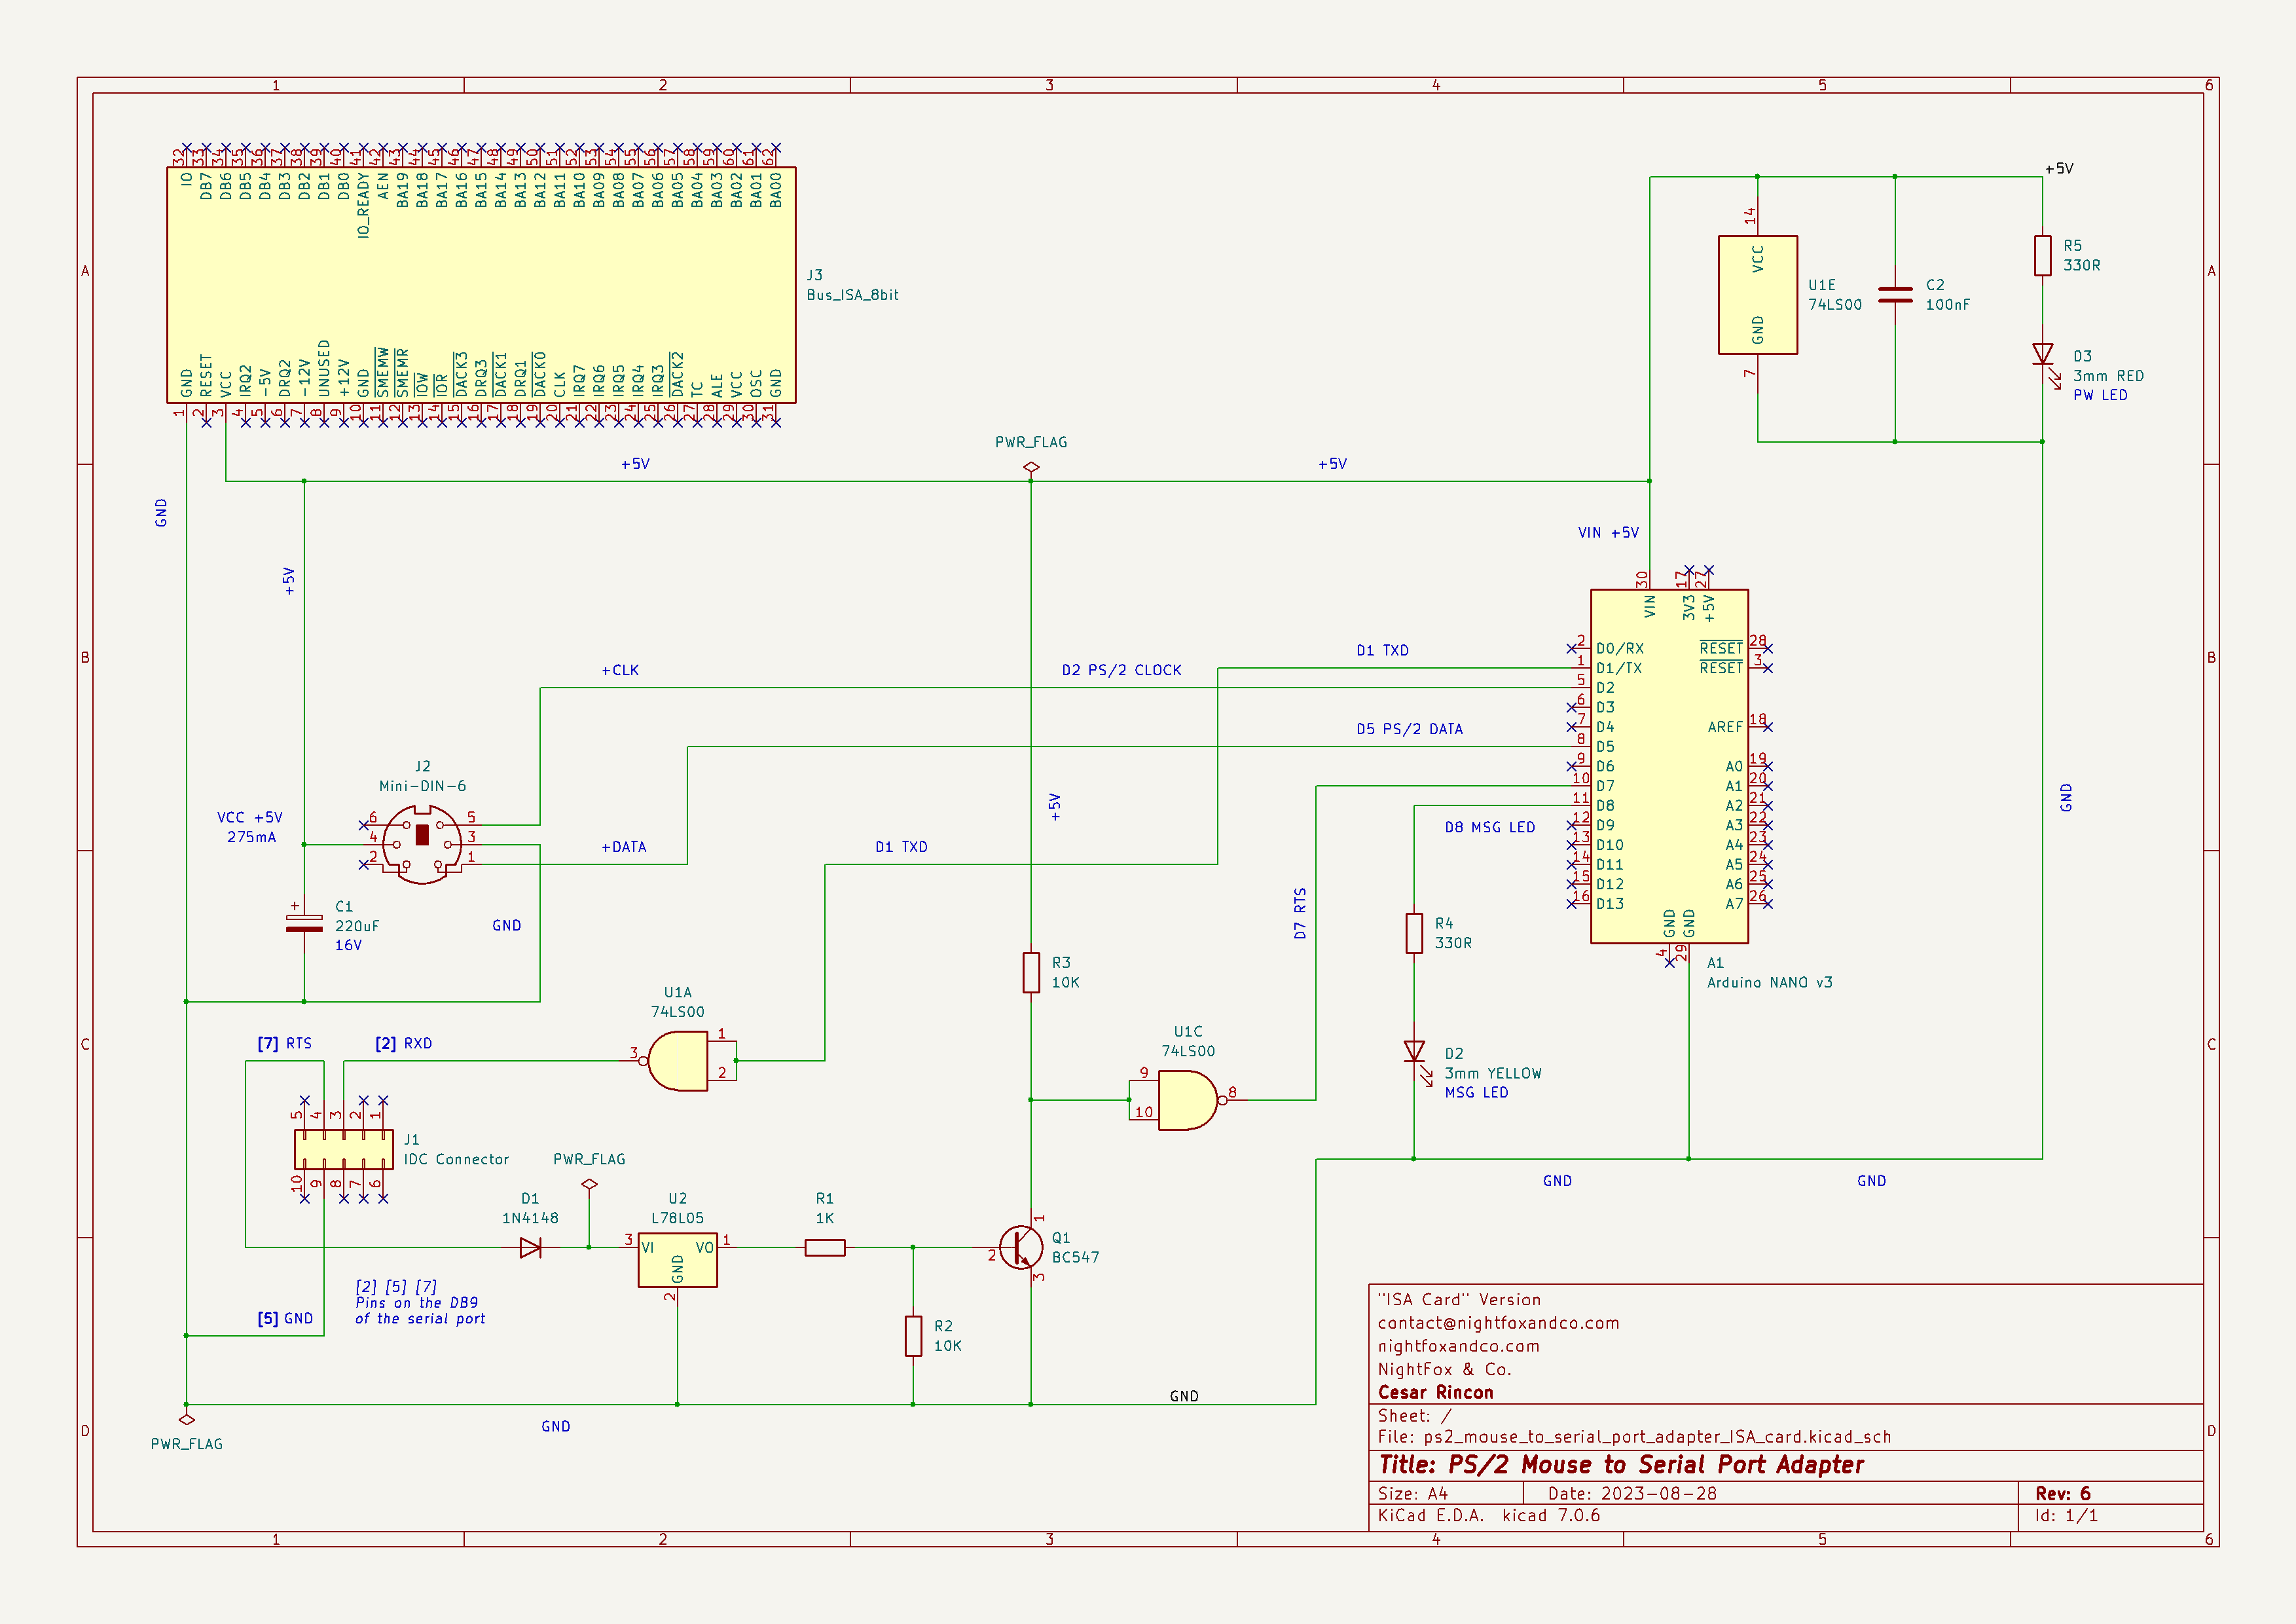 1 2 3 4 5 6
A
B
C
D
A
B
C
D
32 33 34 35 36 37 38 39 40 41 42 43 44 45 46 47 48 49 50 51 52 53 54 55 56 57 58 59 60 61 62
IO DB7 DB6 DB5 DB4 DB3 DB2 DB1 DB0 IO_READY AEN BA19 BA18 BA17 BA16 BA15 BA14 BA13 BA12 BA11 BA10 BA09 BA08 BA07 BA06 BA05 BA04 BA03 BA02 BA01 BA00
J3
Bus_ISA_8bit
GND RESET VCC IRQ2 -5V DRQ2 -12V UNUSED +12V GND SMEMW SMEMR IOW IOR DACK3 DRQ3 DACK1 DRQ1 DACK0 CLK IRQ7 IRQ6 IRQ5 IRQ4 IRQ3 DACK2 TC ALE VCC OSC GND
1 2 3 4 5 6 7 8 9 10 11 12 13 14 15 16 17 18 19 20 21 22 23 24 25 26 27 28 29 30 31
+5V
14
VCC
GND
7
U1E
74LS00
C2
100nF
R5
330R
D3
3mm RED
PW LED
PWR_FLAG
+5V
+5V
GND
+5V
VIN +5V
30 17 27
VIN 3V3 +5V
2 D0/RX
1 D1/TX
5 D2
6 D3
7 D4
8 D5
9 D6
10 D7
11 D8
12 D9
13 D10
14 D11
15 D12
16 D13
RESET 28
RESET 3
AREF 18
A0 19
A1 20
A2 21
A3 22
A4 23
A5 24
A6 25
A7 26
GND GND
4 29
A1
Arduino NANO v3
D1 TXD
+CLK
D2 PS/2 CLOCK
D5 PS/2 DATA
GND
J2
Mini-DIN-6
6 5
4 3
2 1
VCC +5V
275mA
+5V
+DATA
D1 TXD
D8 MSG LED
D7 RTS
C1
220uF
16V
+
GND
R4
330R
R3
10K
U1A
74LS00
1
2
3
U1C
74LS00
9
10
8
D2
3mm YELLOW
MSG LED
[7] RTS
[2] RXD
5 4 3 2 1
J1
IDC Connector
10 9 8 7 6
PWR_FLAG
GND
GND
D1
1N4148
U2
L78L05
3 VI
VO 1
GND
2
R1
1K
1
2
3
Q1
BC547
[2] [5] [7]
Pins on the DB9
of the serial port
[5] GND
R2
10K
GND
GND
PWR_FLAG
"ISA Card" Version
contact@nightfoxandco.com
nightfoxandco.com
NightFox & Co.
Cesar Rincon
Sheet: /
File: ps2_mouse_to_serial_port_adapter_ISA_card.kicad_sch
Title: PS/2 Mouse to Serial Port Adapter
Size: A4
Date: 2023-08-28
Rev: 6
KiCad E.D.A. kicad 7.0.6
Id: 1/1
1 2 3 4 5 6